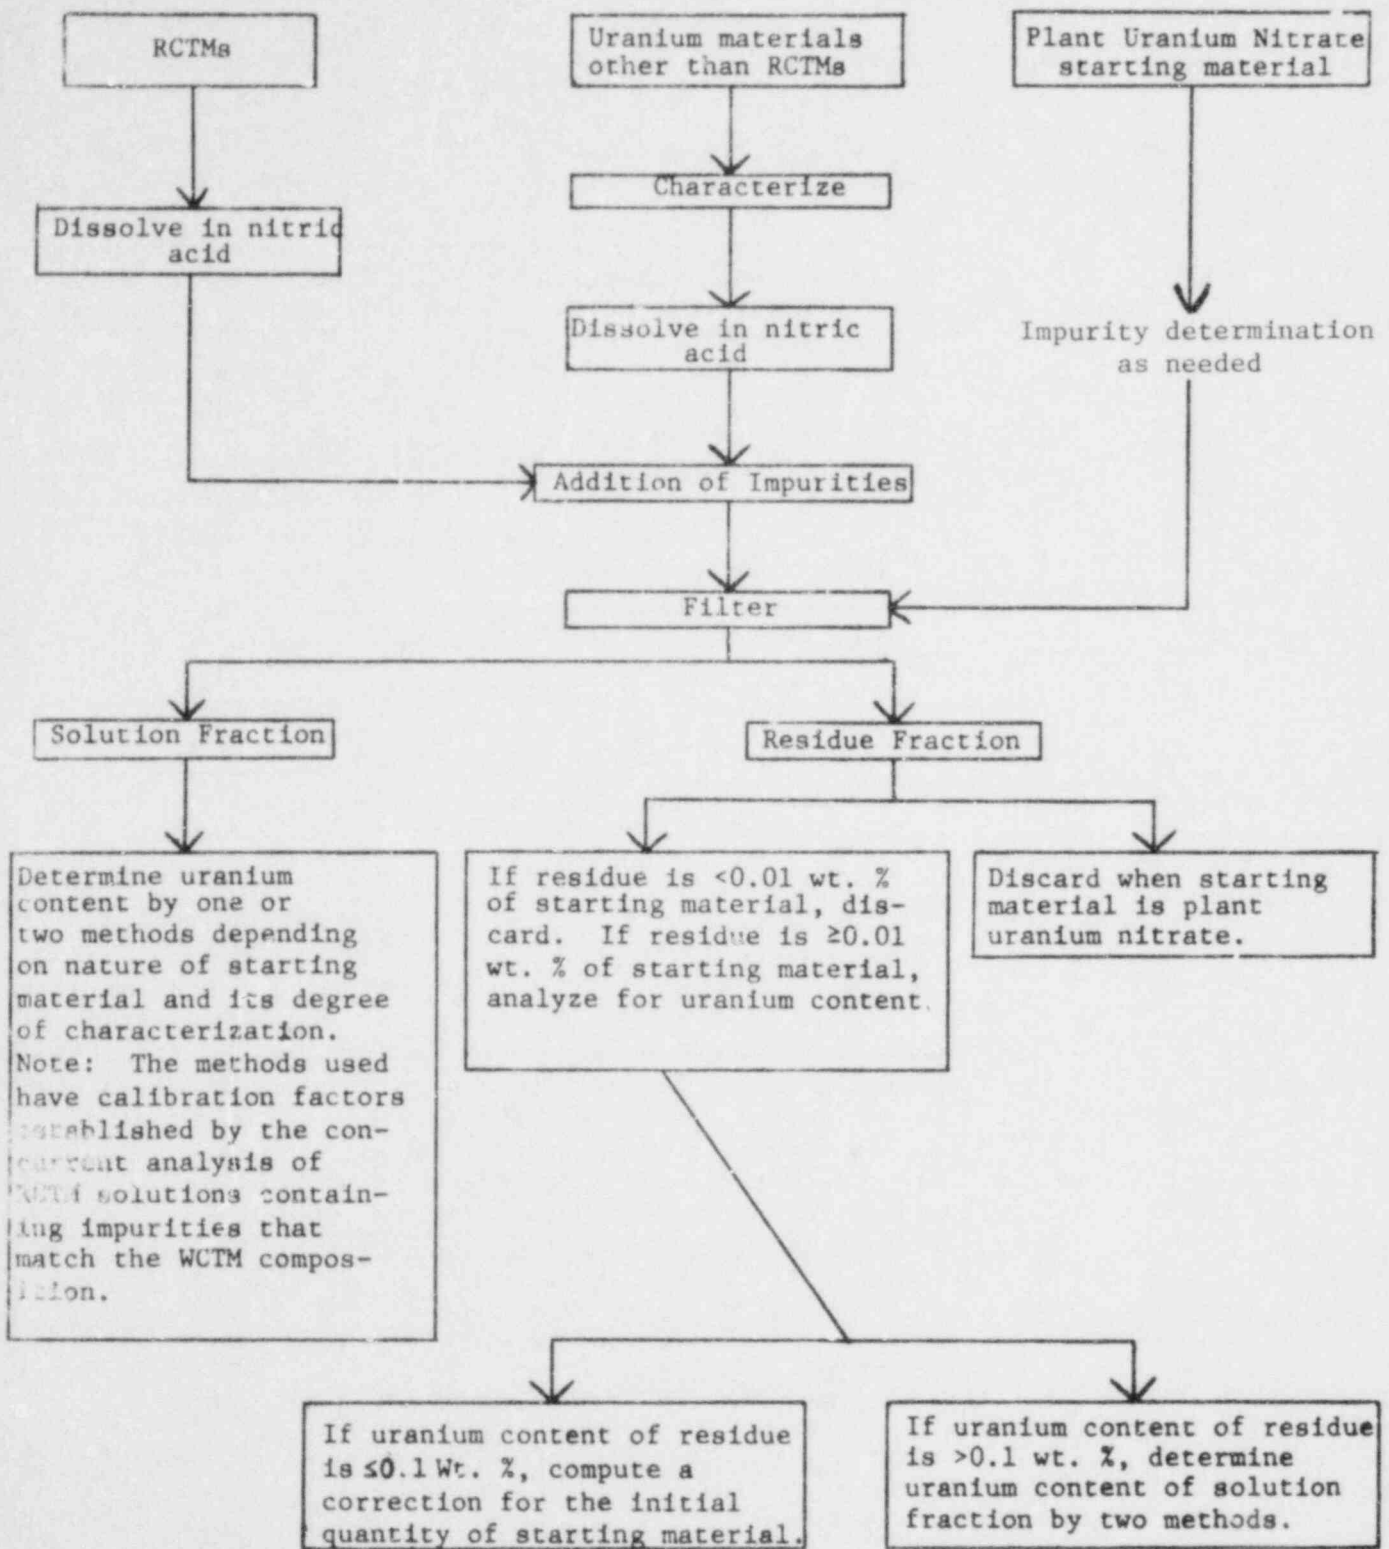 RCTMs
Uranium materials
other than RCTMs
Plant Uranium Nitrate
starting material
Characterize
Dissolve in nitric
acid
Dissolve in nitric
acid
Impurity determination
as needed
Addition of Impurities
Filter
Solution Fraction
Residue Fraction
Determine uranium
content by one or
two methods depending
on nature of starting
material and its degree
of characterization.
Note: The methods used
have calibration factors
established by the con-
current analysis of
solutions contain-
ing impurities that
match the WCTM compos-
ition.
If residue is <0.01 wt. %
of starting material, dis-
card. If residue is ≥0.01
wt. % of starting material,
analyze for uranium content.
Discard when starting
material is plant
uranium nitrate.
If uranium content of residue
is ≤0.1 Wt. %, compute a
correction for the initial
quantity of starting material.
If uranium content of residue
is >0.1 wt. %, determine
uranium content of solution
fraction by two methods.